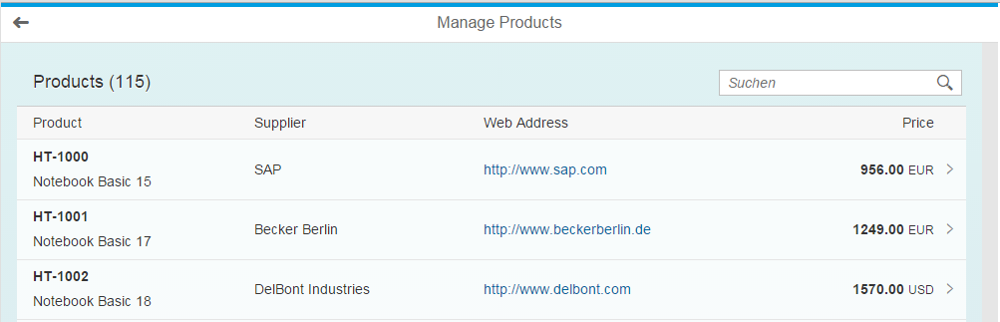 Manage Products
Products (115)
Suchen
Product Supplier Web Address Price
HT-1000
Notebook Basic 15
SAP http://www.sap.com 956.00 EUR
HT-1001
Notebook Basic 17
Becker Berlin http://www.beckerberlin.de 1249.00 EUR
HT-1002
Notebook Basic 18
DelBont Industries http://www.delbont.com 1570.00 USD